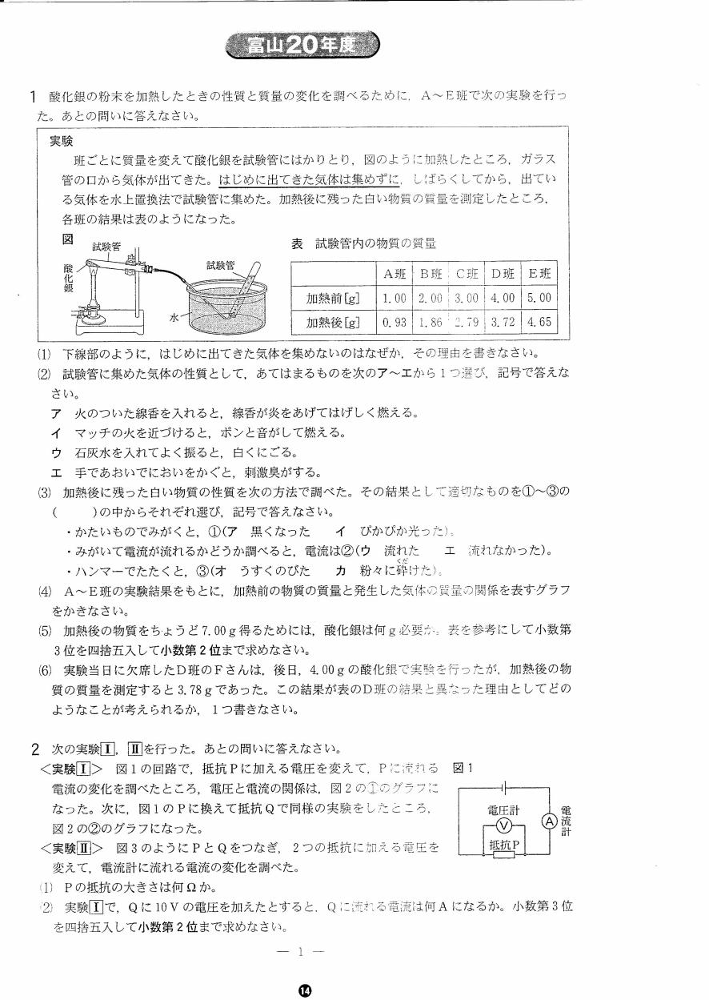 富山20年度
1 酸化銀の粉末を加熱したときの性質と質量の変化を調べるために，A～E班で次の実験を行っ
た。あとの問いに答えなさい。
実験
班ごとに質量を変えて酸化銀を試験管にはかりとり，図のように加熱したところ，ガラス
管の口から気体が出てきた。はじめに出てきた気体は集めずに，しばらくしてから，出てい
る気体を水上置換法で試験管に集めた。加熱後に残った白い物質の質量を測定したところ，
各班の結果は表のようになった。
図
試験管
酸化銀
試験管
水
表 試験管内の物質の質量
A班 B班 C班 D班 E班
加熱前[g] 1.00 2.00 3.00 4.00 5.00
加熱後[g] 0.93 1.86 2.79 3.72 4.65
(1) 下線部のように，はじめに出てきた気体を集めないのはなぜか，その理由を書きなさい。
(2) 試験管に集めた気体の性質として，あてはまるものを次のア～エから1つ選び，記号で答えな
さい。
ア 火のついた線香を入れると，線香が炎をあげてはげしく燃える。
イ マッチの火を近づけると，ポンと音がして燃える。
ウ 石灰水を入れてよく振ると，白くにごる。
エ 手であおいでにおいをかぐと，刺激臭がする。
(3) 加熱後に残った白い物質の性質を次の方法で調べた。その結果として適切なものを①～③の
( )の中からそれぞれ選び，記号で答えなさい。
・かたいものでみがくと，①(ア 黒くなった イ ぴかぴか光った)。
・みがいて電流が流れるかどうか調べると，電流は②(ウ 流れた エ 流れなかった)。
・ハンマーでたたくと，③(オ うすくのびた カ 粉々に砕けた)。
くだ
(4) A～E班の実験結果をもとに，加熱前の物質の質量と発生した気体の質量の関係を表すグラフ
をかきなさい。
(5) 加熱後の物質をちょうど7.00g得るためには，酸化銀は何g必要か。表を参考にして小数第
3位を四捨五入して小数第2位まで求めなさい。
(6) 実験当日に欠席したD班のFさんは，後日，4.00gの酸化銀で実験を行ったが，加熱後の物
質の質量を測定すると3.78gであった。この結果が表のD班の結果と異なった理由としてどの
ようなことが考えられるか，1つ書きなさい。
2 次の実験Ⅰ，Ⅱを行った。あとの問いに答えなさい。
<実験Ⅰ> 図1の回路で，抵抗Pに加える電圧を変えて，Pに流れる
電流の変化を調べたところ，電圧と電流の関係は，図2の①のグラフに
なった。次に，図1のPに換えて抵抗Qで同様の実験をしたところ，
図2の②のグラフになった。
<実験Ⅱ> 図3のようにPとQをつなぎ，2つの抵抗に加える電圧を
変えて，電流計に流れる電流の変化を調べた。
図1
電圧計
V
A
電流計
抵抗P
(1) Pの抵抗の大きさは何Ωか。
(2) 実験Ⅰで，Qに10Vの電圧を加えたとすると，Qに流れる電流は何Aになるか。小数第3位
を四捨五入して小数第2位まで求めなさい。
― 1 ―
14